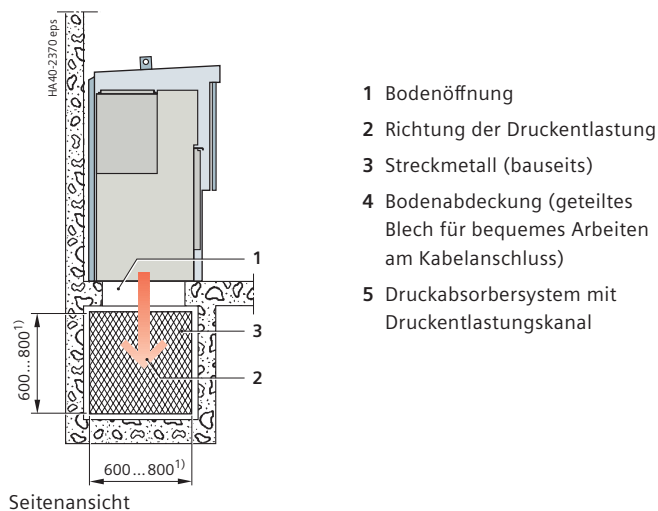 HA40-2370 eps
1 Bodenöffnung
2 Richtung der Druckentlastung
3 Streckmetall (bauseits)
4 Bodenabdeckung (geteiltes
Blech für bequemes Arbeiten
am Kabelanschluss)
5 Druckabsorbersystem mit
Druckentlastungskanal
1
3
2
600...800¹⁾
600...800¹⁾
Seitenansicht